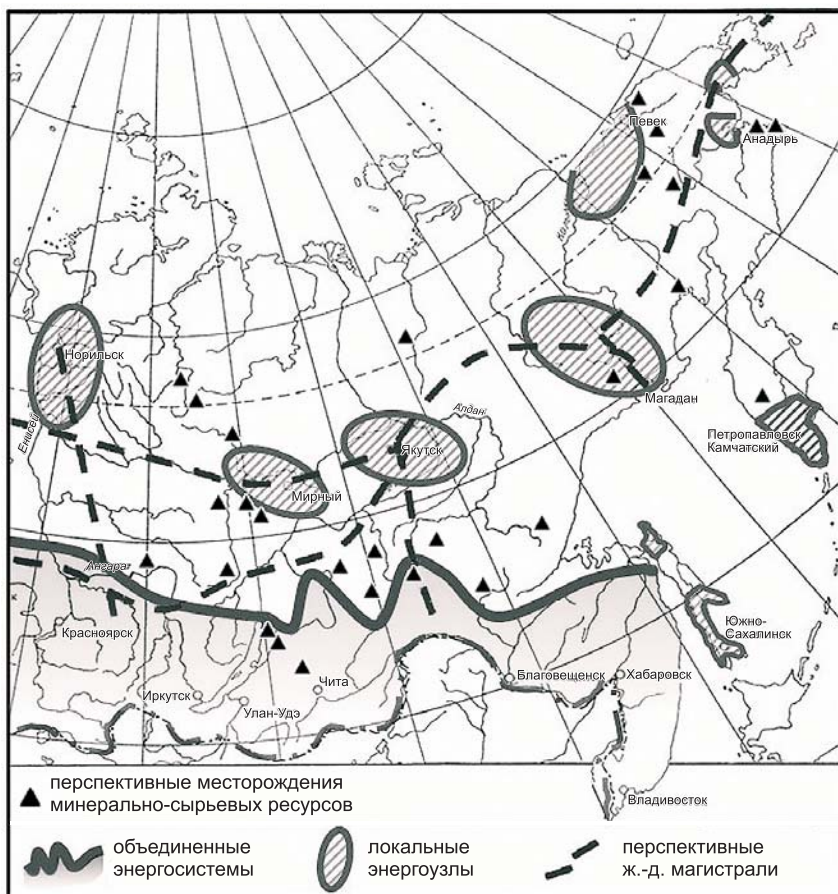 Певек
Анадырь
Норильск
Енисей
Алдан
Якутск
Магадан
Мирный
Петропавловск
Камчатский
Ангара
Красноярск
Южно-
Сахалинск
Иркутск
Улан-Удэ
Чита
Благовещенск
Хабаровск
Владивосток
перспективные месторождения
минерально-сырьевых ресурсов
объединенные
энергосистемы
локальные
энергоузлы
перспективные
ж.-д. магистрали